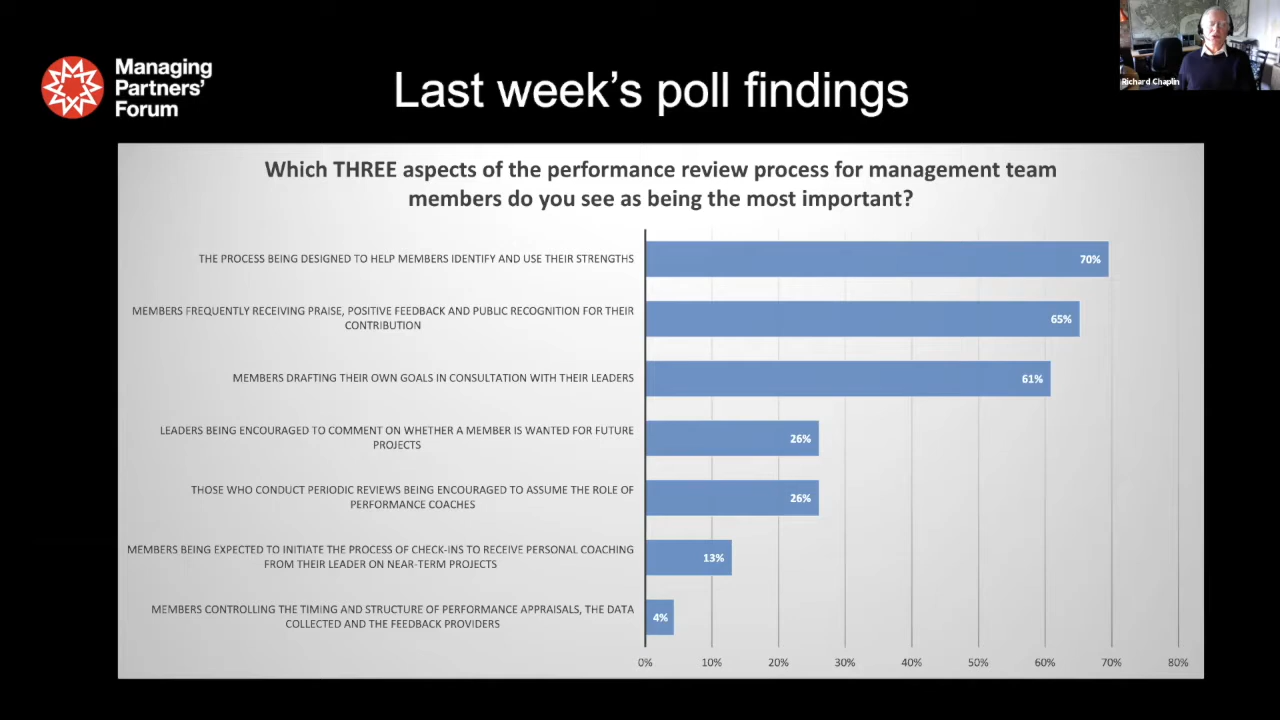 Managing
Partners'
Forum
Last week's poll findings
Richard Chaplin
Which THREE aspects of the performance review process for management team
members do you see as being the most important?
THE PROCESS BEING DESIGNED TO HELP MEMBERS IDENTIFY AND USE THEIR STRENGTHS
70%
MEMBERS FREQUENTLY RECEIVING PRAISE, POSITIVE FEEDBACK AND PUBLIC RECOGNITION FOR THEIR
CONTRIBUTION
65%
MEMBERS DRAFTING THEIR OWN GOALS IN CONSULTATION WITH THEIR LEADERS
61%
LEADERS BEING ENCOURAGED TO COMMENT ON WHETHER A MEMBER IS WANTED FOR FUTURE
PROJECTS
26%
THOSE WHO CONDUCT PERIODIC REVIEWS BEING ENCOURAGED TO ASSUME THE ROLE OF
PERFORMANCE COACHES
26%
MEMBERS BEING EXPECTED TO INITIATE THE PROCESS OF CHECK-INS TO RECEIVE PERSONAL COACHING
FROM THEIR LEADER ON NEAR-TERM PROJECTS
13%
MEMBERS CONTROLLING THE TIMING AND STRUCTURE OF PERFORMANCE APPRAISALS, THE DATA
COLLECTED AND THE FEEDBACK PROVIDERS
4%
0% 10% 20% 30% 40% 50% 60% 70% 80%